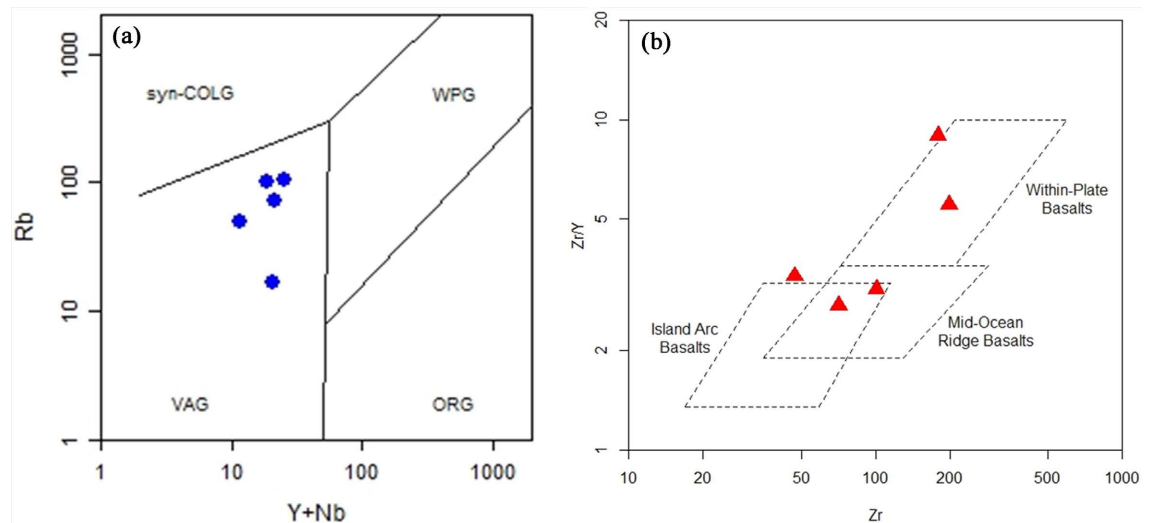 (a)
syn-COLG
WPG
VAG
ORG
1
10
100
1000
Rb
1
10
100
1000
Y+Nb
(b)
Within-Plate
Basalts
Island Arc
Basalts
Mid-Ocean
Ridge Basalts
20
10
5
2
1
Zr/Y
10
20
50
100
200
500
1000
Zr